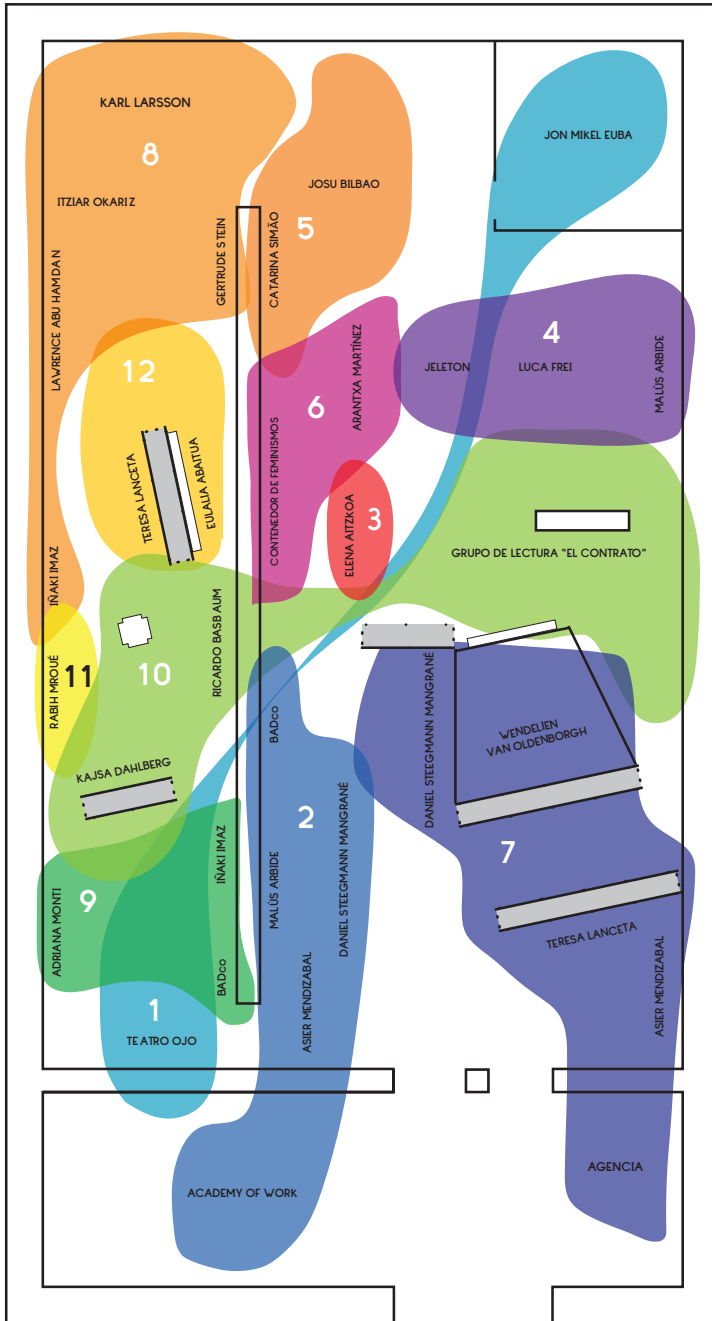 KARL LARSSON
8
ITZIAR OKARIZ
LAWRENCE ABU HAMDAN
GERTRUDE STEIN
JOSU BILBAO
5
CATARINA SIMÃO
JON MIKEL EUBA
4
JELETON
LUCA FREI
MALÚS ARBIDE
12
TERESA LANCETA
EULALIA ABAITUA
6
ARANTXA MARTÍNEZ
CONTENEDOR DE FEMINISMOS
3
ELENA AITZKOA
GRUPO DE LECTURA "EL CONTRATO"
IÑAKI IMAZ
11
RABIH MROUÉ
10
RICARDO BASBAUM
KAJSA DAHLBERG
BADco
2
MALÚS ARBIDE
DANIEL STEEGMANN MANGRANÉ
ASIER MENDIZABAL
DANIEL STEEGMANN MANGRANÉ
WENDELIEN
VAN OLDENBORGH
7
TERESA LANCETA
ASIER MENDIZABAL
9
ADRIANA MONTI
IÑAKI IMAZ
BADco
1
TEATRO OJO
ACADEMY OF WORK
AGENCIA